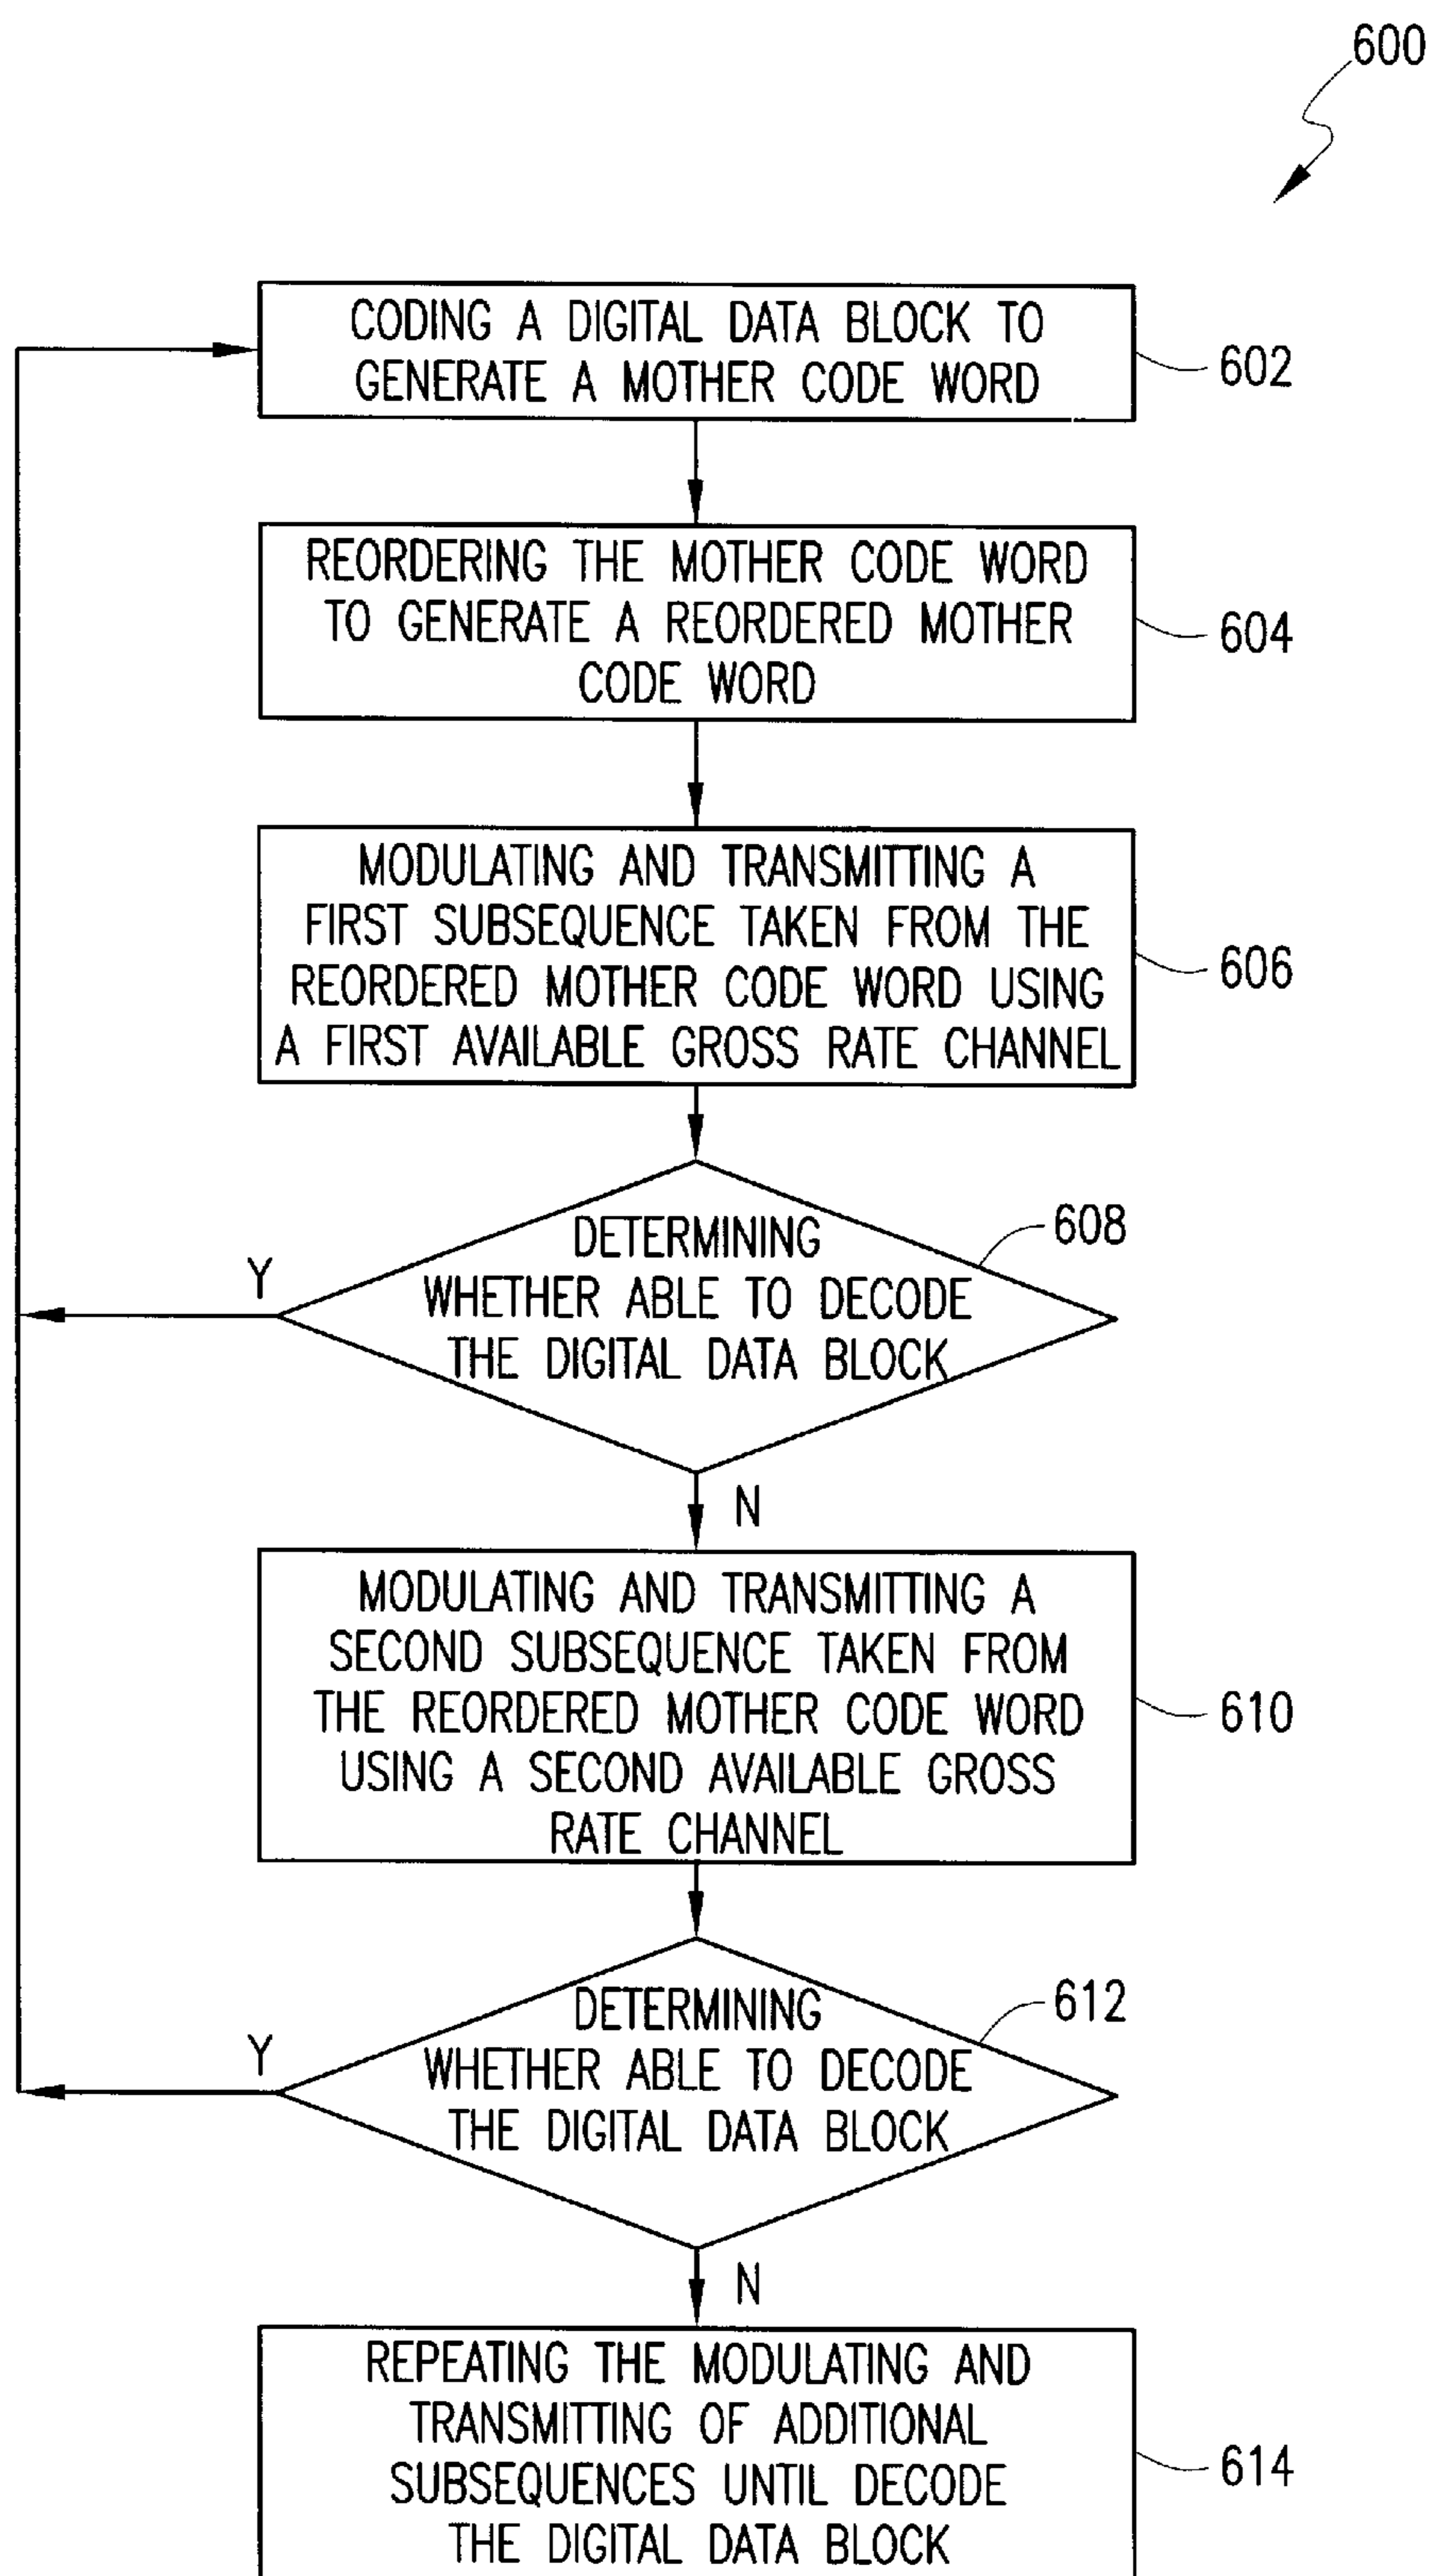 600
CODING A DIGITAL DATA BLOCK TO
GENERATE A MOTHER CODE WORD
602
REORDERING THE MOTHER CODE WORD
TO GENERATE A REORDERED MOTHER
CODE WORD
604
MODULATING AND TRANSMITTING A
FIRST SUBSEQUENCE TAKEN FROM THE
REORDERED MOTHER CODE WORD USING
A FIRST AVAILABLE GROSS RATE CHANNEL
606
DETERMINING
WHETHER ABLE TO DECODE
THE DIGITAL DATA BLOCK
608
Y
N
MODULATING AND TRANSMITTING A
SECOND SUBSEQUENCE TAKEN FROM
THE REORDERED MOTHER CODE WORD
USING A SECOND AVAILABLE GROSS
RATE CHANNEL
610
DETERMINING
WHETHER ABLE TO DECODE
THE DIGITAL DATA BLOCK
612
Y
N
REPEATING THE MODULATING AND
TRANSMITTING OF ADDITIONAL
SUBSEQUENCES UNTIL DECODE
THE DIGITAL DATA BLOCK
614